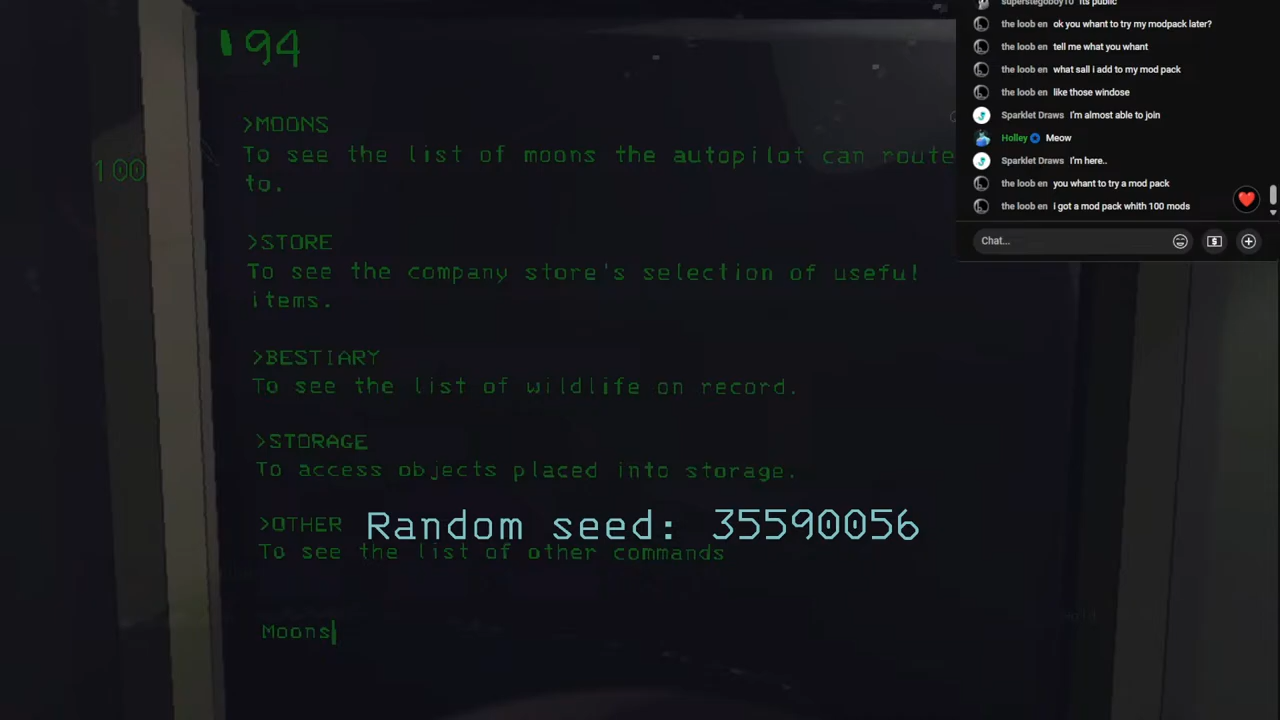 ▮94
>MOONS
To see the list of moons the autopilot can route
to.
100
>STORE
To see the company store's selection of useful
items.
>BESTIARY
To see the list of wildlife on record.
>STORAGE
To access objects placed into storage.
>OTHER
To see the list of other commands
Random seed: 35590056
Moons
superstegoboy10 its public
the loob en ok you whant to try my modpack later?
the loob en tell me what you whant
the loob en what sall i add to my mod pack
the loob en like those windose
Sparklet Draws I'm almost able to join
Holley Meow
Sparklet Draws I'm here..
the loob en you whant to try a mod pack
the loob en i got a mod pack whith 100 mods
Chat...